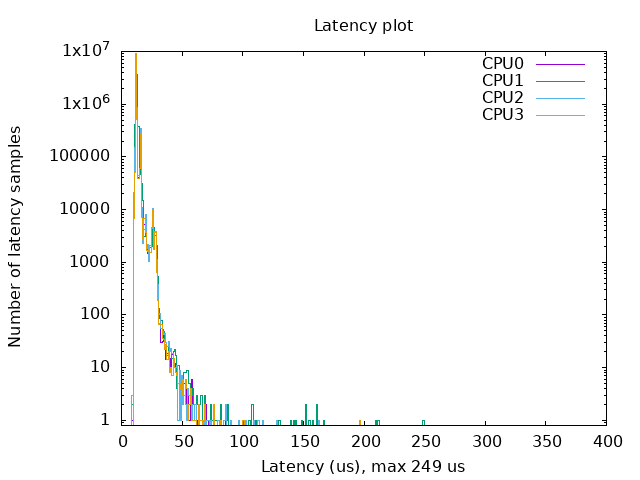 Latency plot
Number of latency samples
1x10^7
1x10^6
100000
10000
1000
100
10
1
CPU0
CPU1
CPU2
CPU3
0 50 100 150 200 250 300 350 400
Latency (us), max 249 us